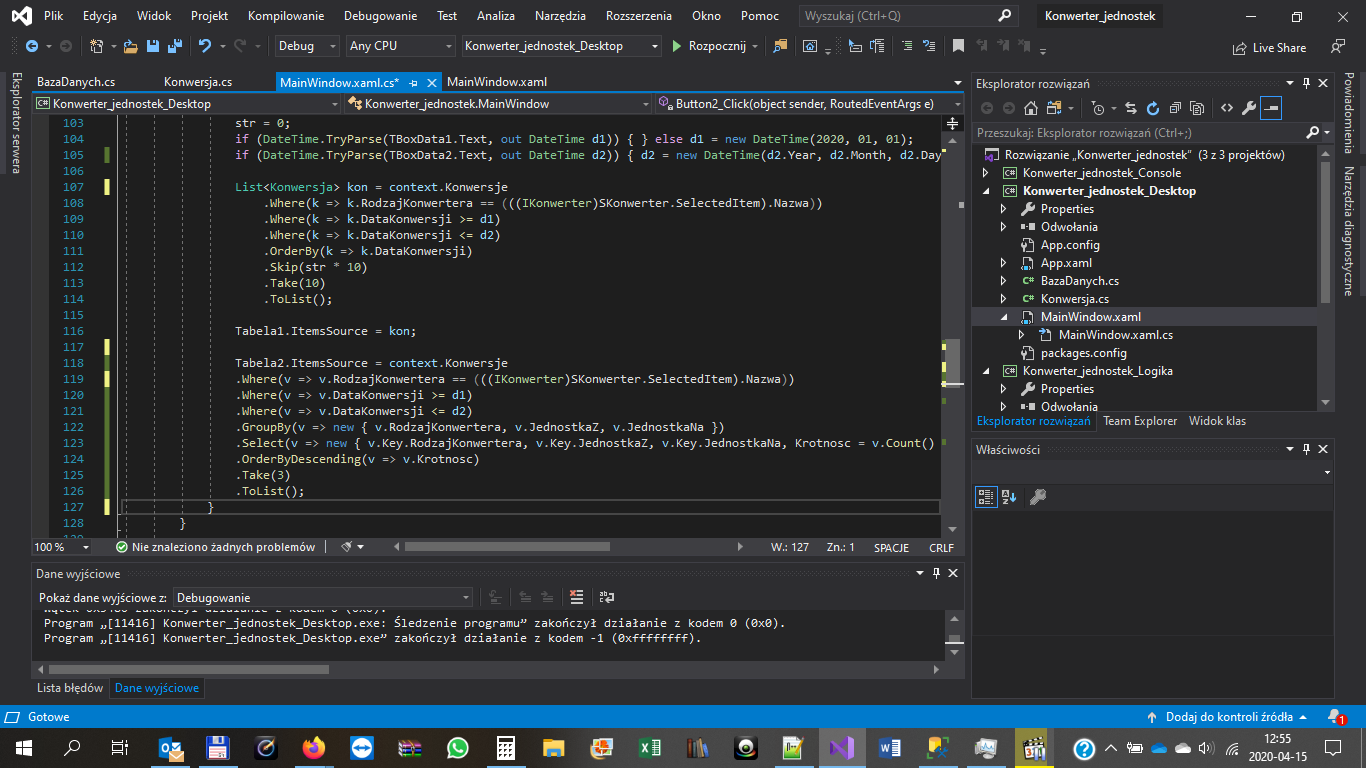 Plik Edycja Widok Projekt Kompilowanie Debugowanie Test Analiza Narzędzia Rozszerzenia Okno Pomoc Wyszukaj (Ctrl+Q) Konwerter_jednostek
Debug Any CPU Konwerter_jednostek_Desktop Rozpocznij Live Share
Eksplorator serwera
BazaDanych.cs Konwersja.cs MainWindow.xaml.cs* MainWindow.xaml
Konwerter_jednostek_Desktop Konwerter_jednostek.MainWindow Button2_Click(object sender, RoutedEventArgs e)
103 str = 0;
104 if (DateTime.TryParse(TBoxData1.Text, out DateTime d1)) { } else d1 = new DateTime(2020, 01, 01);
105 if (DateTime.TryParse(TBoxData2.Text, out DateTime d2)) { d2 = new DateTime(d2.Year, d2.Month, d2.Day
106
107 List<Konwersja> kon = context.Konwersje
108 .Where(k => k.RodzajKonwertera == (((IKonwerter)SKonwerter.SelectedItem).Nazwa))
109 .Where(k => k.DataKonwersji >= d1)
110 .Where(k => k.DataKonwersji <= d2)
111 .OrderBy(k => k.DataKonwersji)
112 .Skip(str * 10)
113 .Take(10)
114 .ToList();
115
116 Tabela1.ItemsSource = kon;
117
118 Tabela2.ItemsSource = context.Konwersje
119 .Where(v => v.RodzajKonwertera == (((IKonwerter)SKonwerter.SelectedItem).Nazwa))
120 .Where(v => v.DataKonwersji >= d1)
121 .Where(v => v.DataKonwersji <= d2)
122 .GroupBy(v => new { v.RodzajKonwertera, v.JednostkaZ, v.JednostkaNa })
123 .Select(v => new { v.Key.RodzajKonwertera, v.Key.JednostkaZ, v.Key.JednostkaNa, Krotnosc = v.Count()
124 .OrderByDescending(v => v.Krotnosc)
125 .Take(3)
126 .ToList();
127 }
128 }
100 % Nie znaleziono żadnych problemów W.: 127 Zn.: 1 SPACJE CRLF
Dane wyjściowe
Pokaż dane wyjściowe z: Debugowanie
Program „[11416] Konwerter_jednostek_Desktop.exe: Śledzenie programu” zakończył działanie z kodem 0 (0x0).
Program „[11416] Konwerter_jednostek_Desktop.exe” zakończył działanie z kodem -1 (0xffffffff).
Lista błędów Dane wyjściowe
Eksplorator rozwiązań
Przeszukaj: Eksplorator rozwiązań (Ctrl+;)
Rozwiązanie „Konwerter_jednostek” (3 z 3 projektów)
Konwerter_jednostek_Console
Konwerter_jednostek_Desktop
Properties
Odwołania
App.config
App.xaml
BazaDanych.cs
Konwersja.cs
MainWindow.xaml
MainWindow.xaml.cs
packages.config
Konwerter_jednostek_Logika
Properties
Odwołania
Eksplorator rozwiązań Team Explorer Widok klas
Właściwości
Powiadomienia
Narzędzia diagnostyczne
Gotowe Dodaj do kontroli źródła 1
12:55
2020-04-15